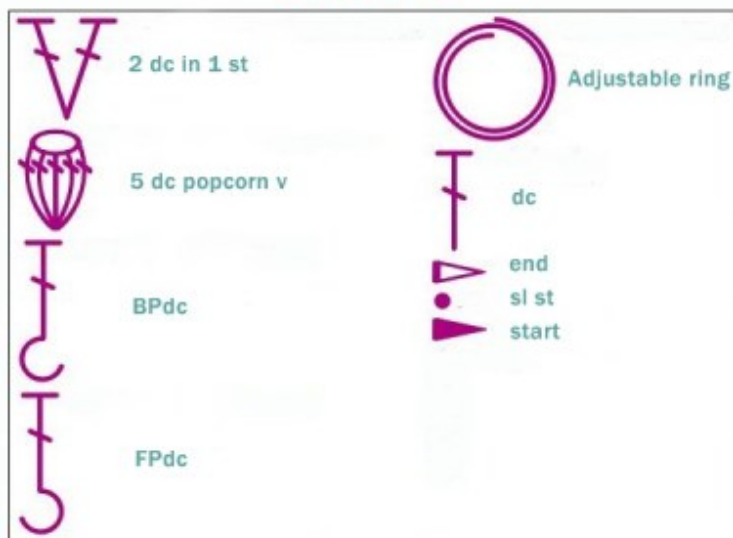 2 dc in 1 st
5 dc popcorn v
BPdc
FPdc
Adjustable ring
dc
end
sl st
start